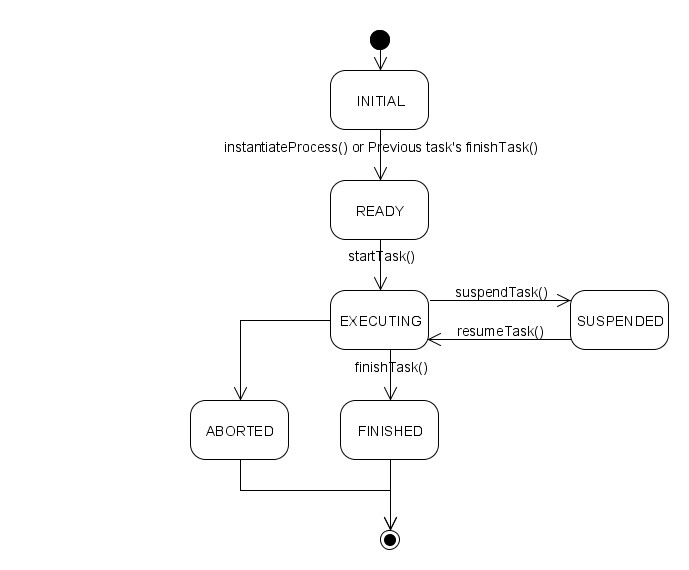 INITIAL
instantiateProcess() or Previous task's finishTask()
READY
startTask()
suspendTask()
EXECUTING
SUSPENDED
resumeTask()
finishTask()
ABORTED
FINISHED